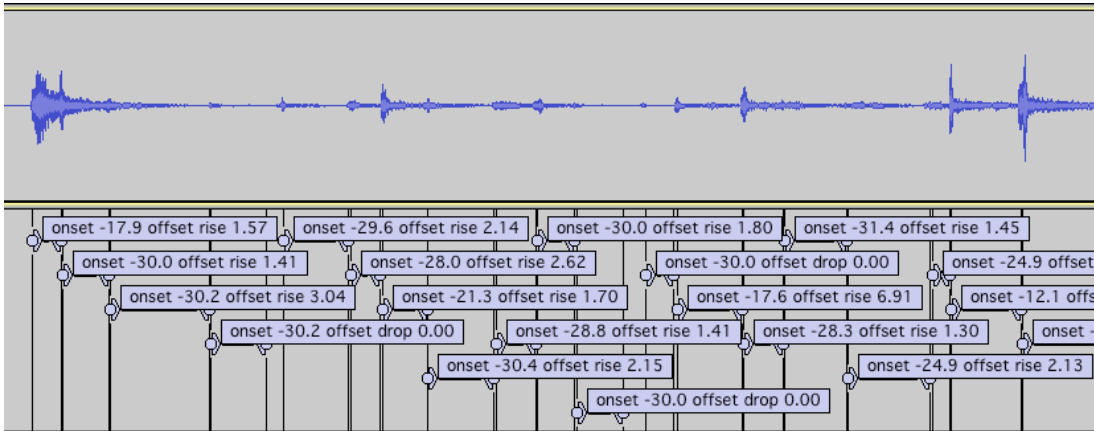 onset -17.9 offset rise 1.57
onset -29.6 offset rise 2.14
onset -30.0 offset rise 1.80
onset -31.4 offset rise 1.45
onset -30.0 offset rise 1.41
onset -28.0 offset rise 2.62
onset -30.0 offset drop 0.00
onset -24.9 offset
onset -30.2 offset rise 3.04
onset -21.3 offset rise 1.70
onset -17.6 offset rise 6.91
onset -12.1 offs
onset -30.2 offset drop 0.00
onset -28.8 offset rise 1.41
onset -28.3 offset rise 1.30
onset -
onset -30.4 offset rise 2.15
onset -24.9 offset rise 2.13
onset -30.0 offset drop 0.00